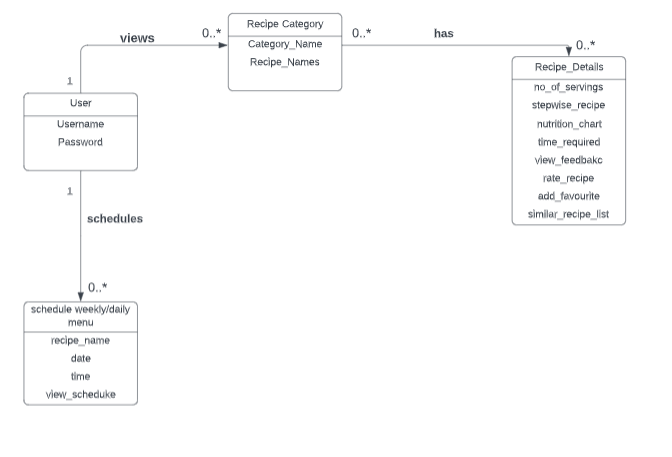 views
0..*
Recipe Category
Category_Name
Recipe_Names
0..*
has
0..*
Recipe_Details
no_of_servings
stepwise_recipe
nutrition_chart
time_required
view_feedbakc
rate_recipe
add_favourite
similar_recipe_list
1
User
Username
Password
1
schedules
0..*
schedule weekly/daily
menu
recipe_name
date
time
view_scheduke